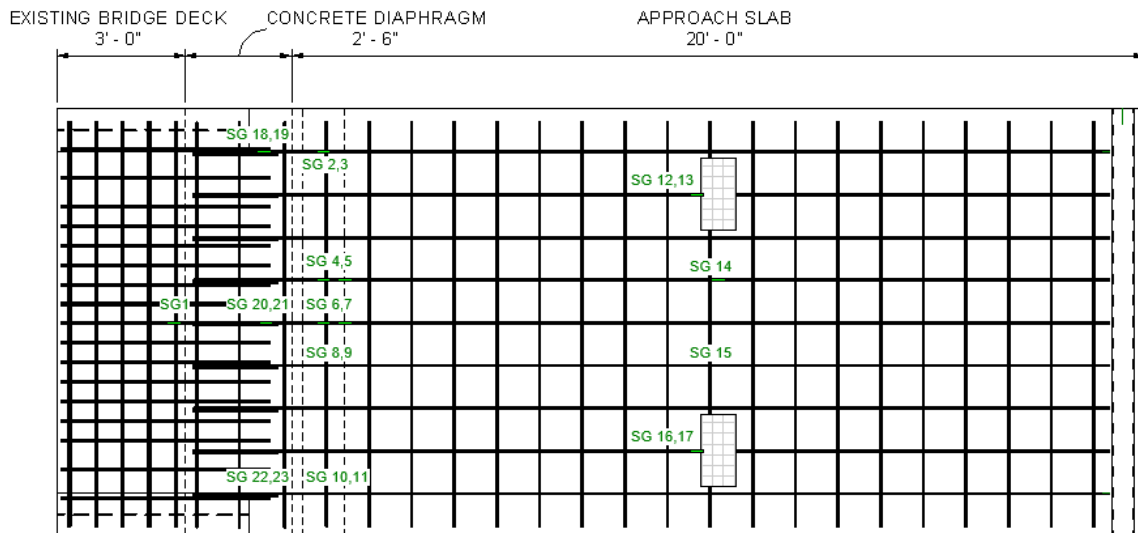 EXISTING BRIDGE DECK CONCRETE DIAPHRAGM APPROACH SLAB
3' - 0" 2' - 6" 20' - 0"
SG 18,19
SG 2,3
SG 12,13
SG 4,5 SG 14
SG1 SG 20,21 SG 6,7
SG 8,9 SG 15
SG 16,17
SG 22,23 SG 10,11